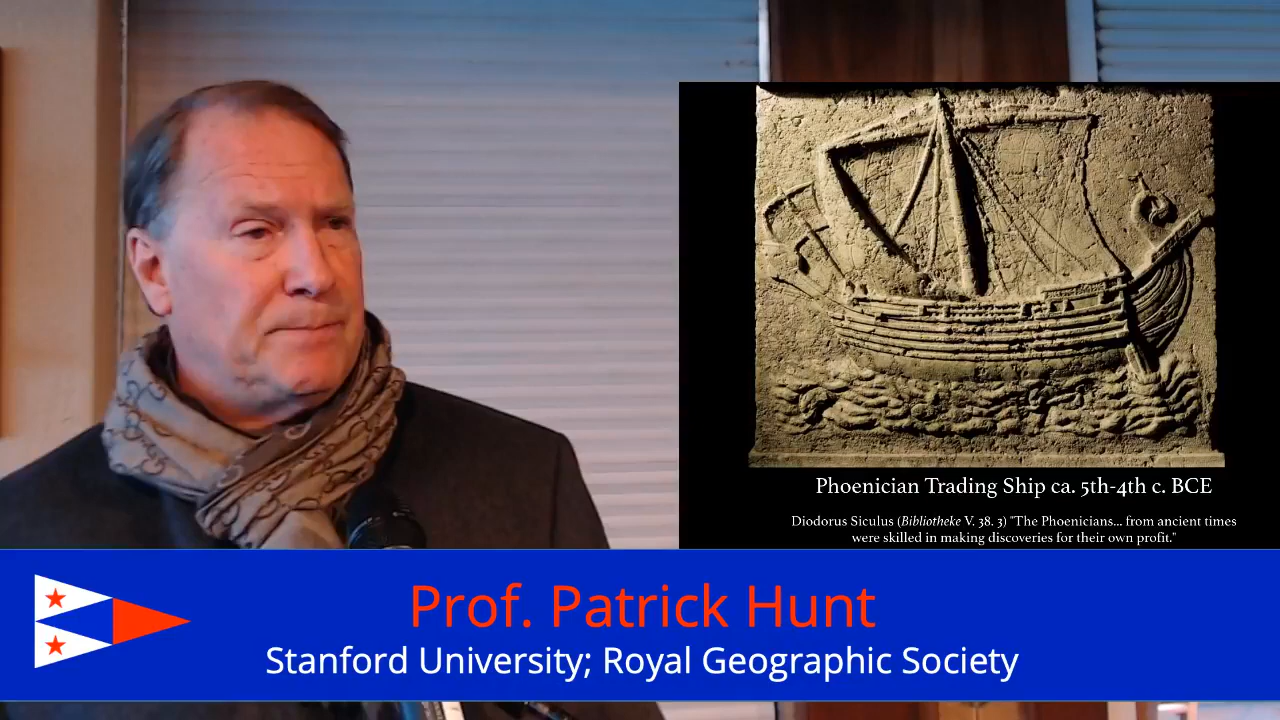 Phoenician Trading Ship ca. 5th-4th c. BCE
Diodorus Siculus (Bibliotheke V. 38. 3) "The Phoenicians... from ancient times
were skilled in making discoveries for their own profit."
Prof. Patrick Hunt
Stanford University; Royal Geographic Society